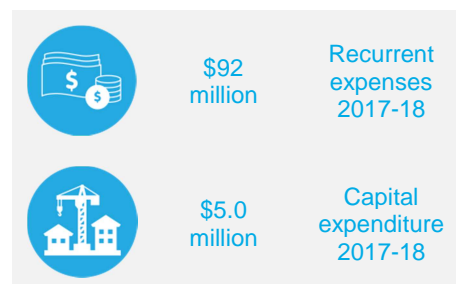 $
$
$92
million
Recurrent
expenses
2017-18
$5.0
million
Capital
expenditure
2017-18